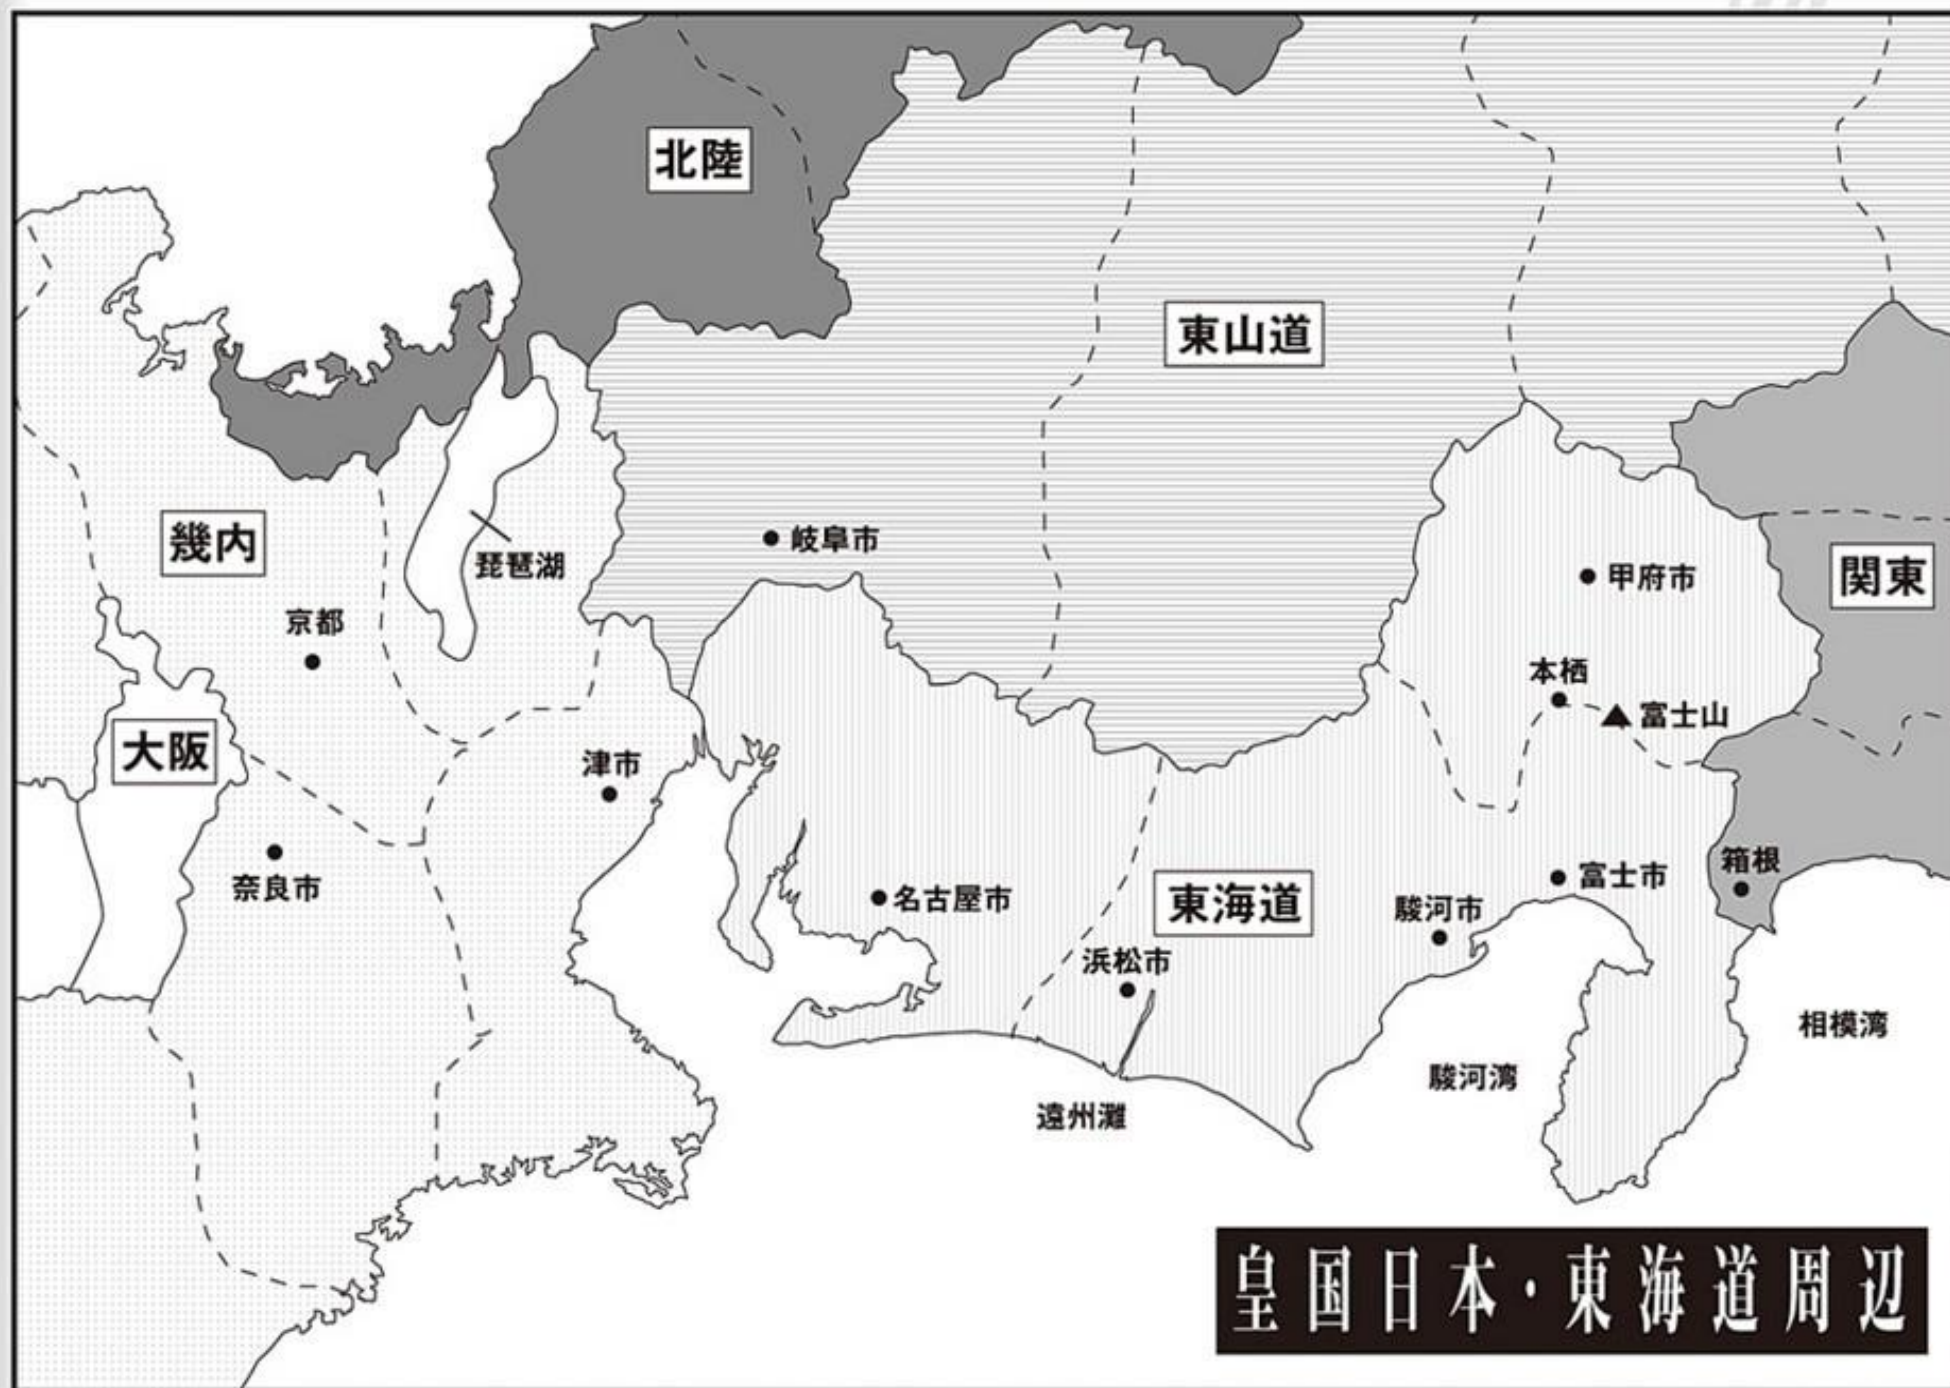 北陸
東山道
幾内
琵琶湖
岐阜市
関東
甲府市
京都
本栖
富士山
大阪
津市
奈良市
名古屋市
東海道
駿河市
富士市
箱根
浜松市
相模湾
駿河湾
遠州灘
皇国日本・東海道周辺